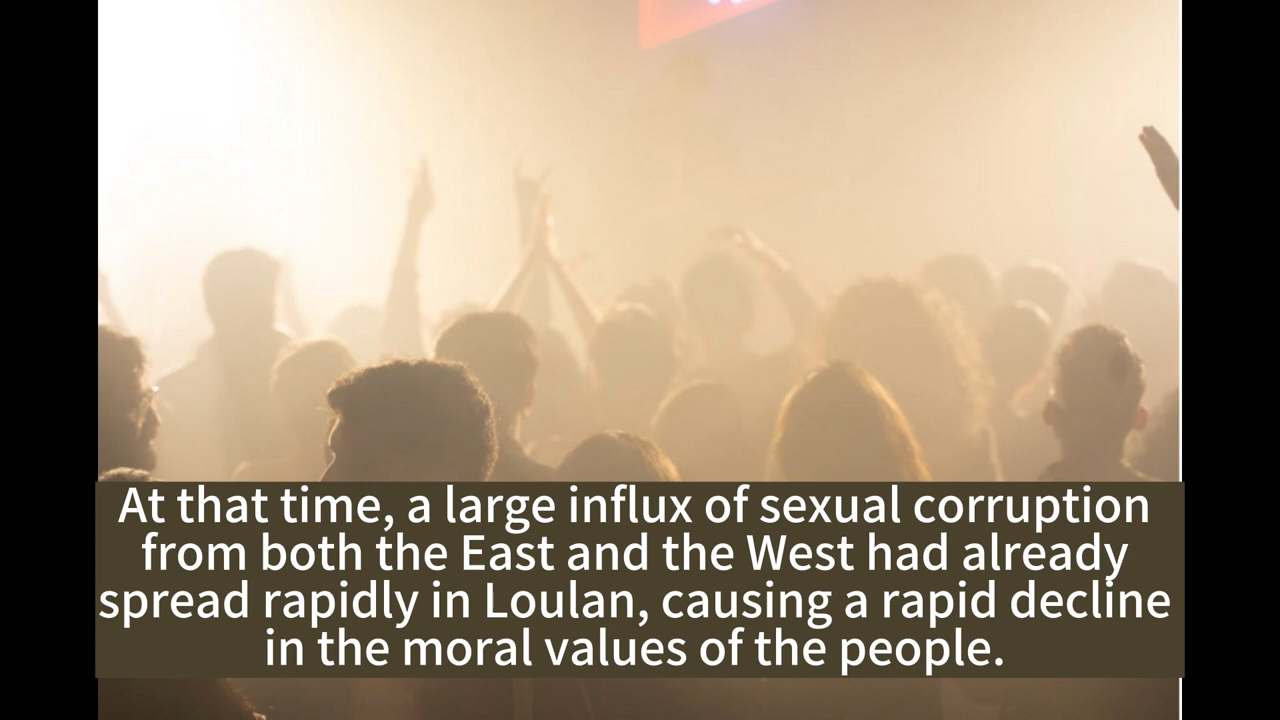 At that time, a large influx of sexual corruption
from both the East and the West had already
spread rapidly in Loulan, causing a rapid decline
in the moral values of the people.